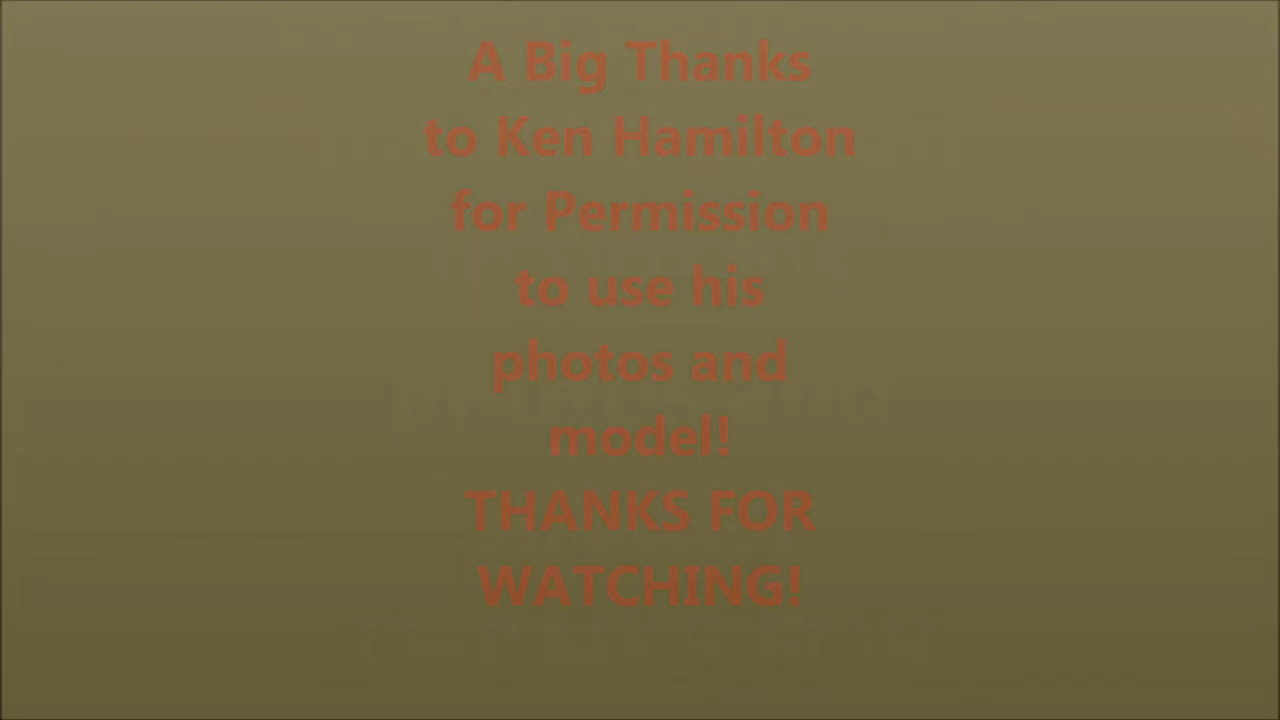 A Big Thanks
to Ken Hamilton
for Permission
to use his
photos and
model!
THANKS FOR
WATCHING!